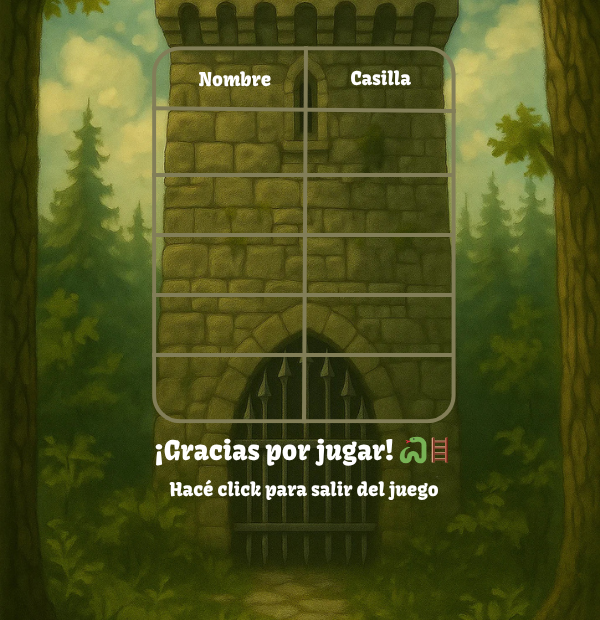 Nombre Casilla
¡Gracias por jugar! 🐍🪜
Hacé click para salir del juego